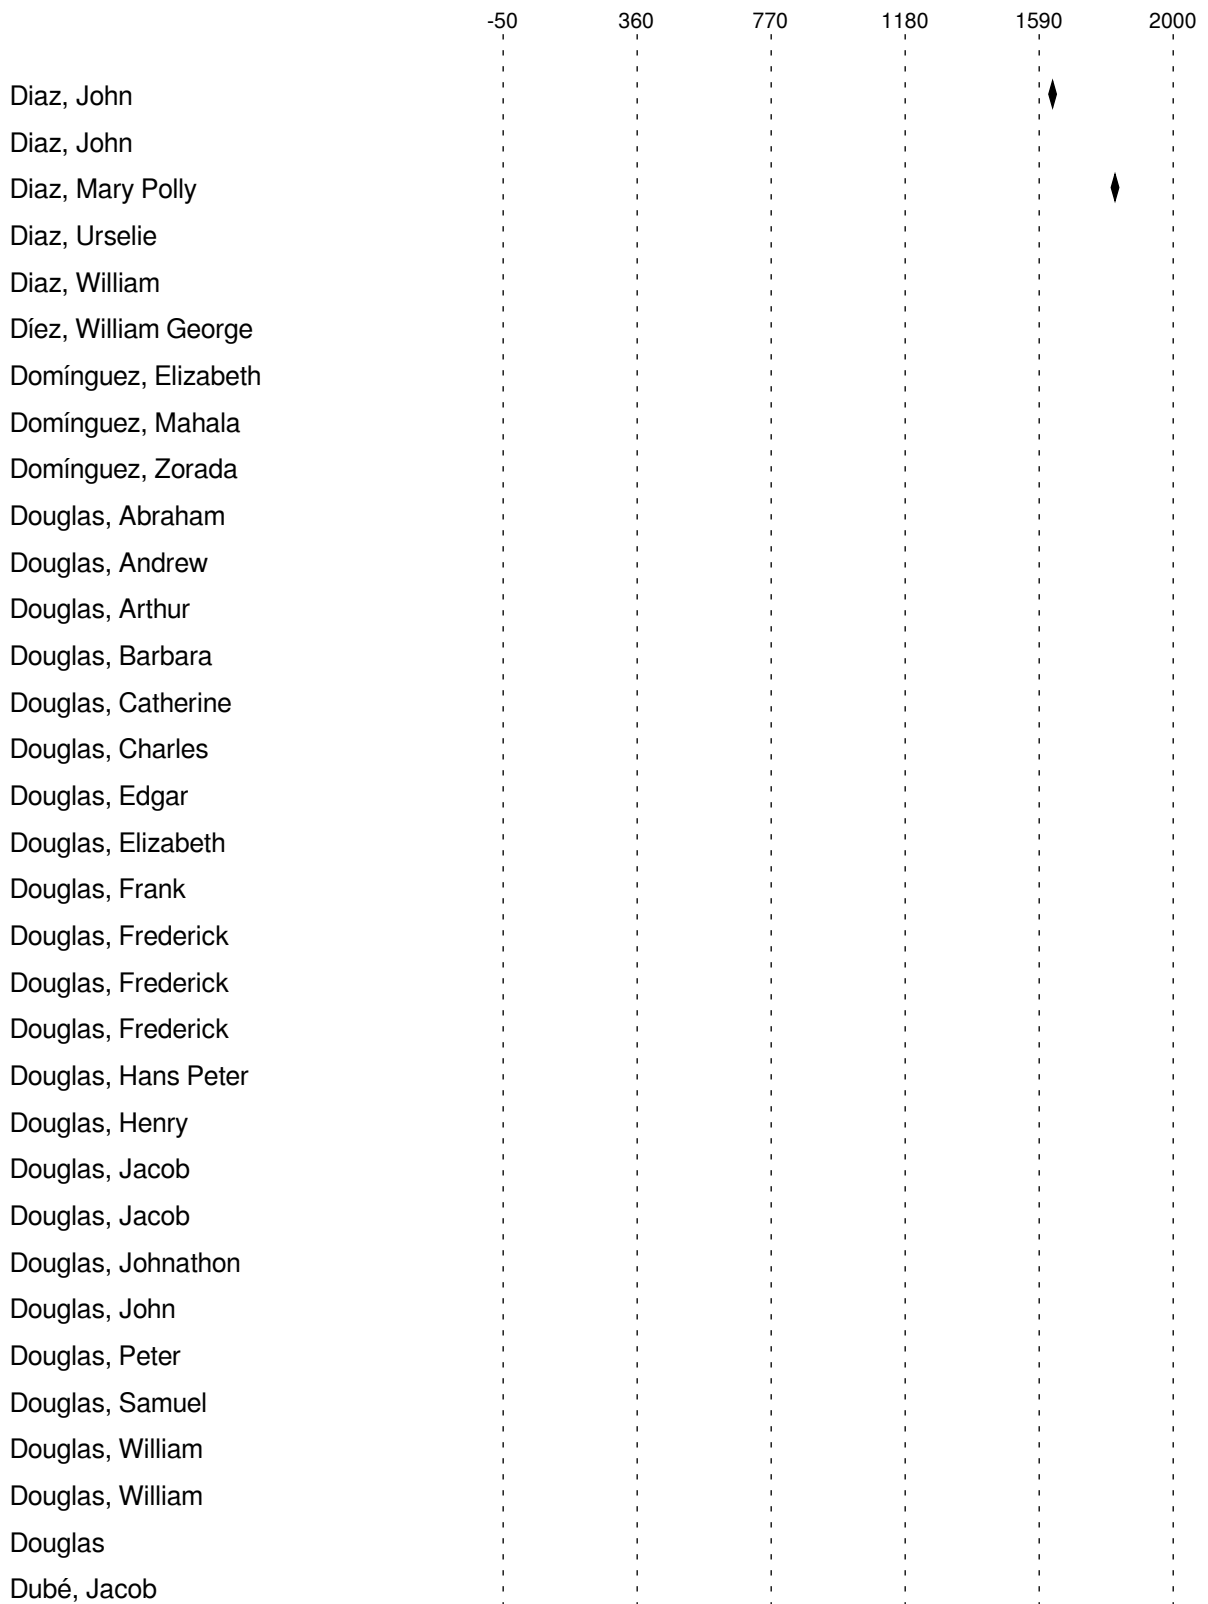 -50 360 770 1180 1590 2000
Diaz, John
Diaz, John
Diaz, Mary Polly
Diaz, Urselie
Diaz, William
Díez, William George
Domínguez, Elizabeth
Domínguez, Mahala
Domínguez, Zorada
Douglas, Abraham
Douglas, Andrew
Douglas, Arthur
Douglas, Barbara
Douglas, Catherine
Douglas, Charles
Douglas, Edgar
Douglas, Elizabeth
Douglas, Frank
Douglas, Frederick
Douglas, Frederick
Douglas, Frederick
Douglas, Hans Peter
Douglas, Henry
Douglas, Jacob
Douglas, Jacob
Douglas, Johnathon
Douglas, John
Douglas, Peter
Douglas, Samuel
Douglas, William
Douglas, William
Douglas
Dubé, Jacob